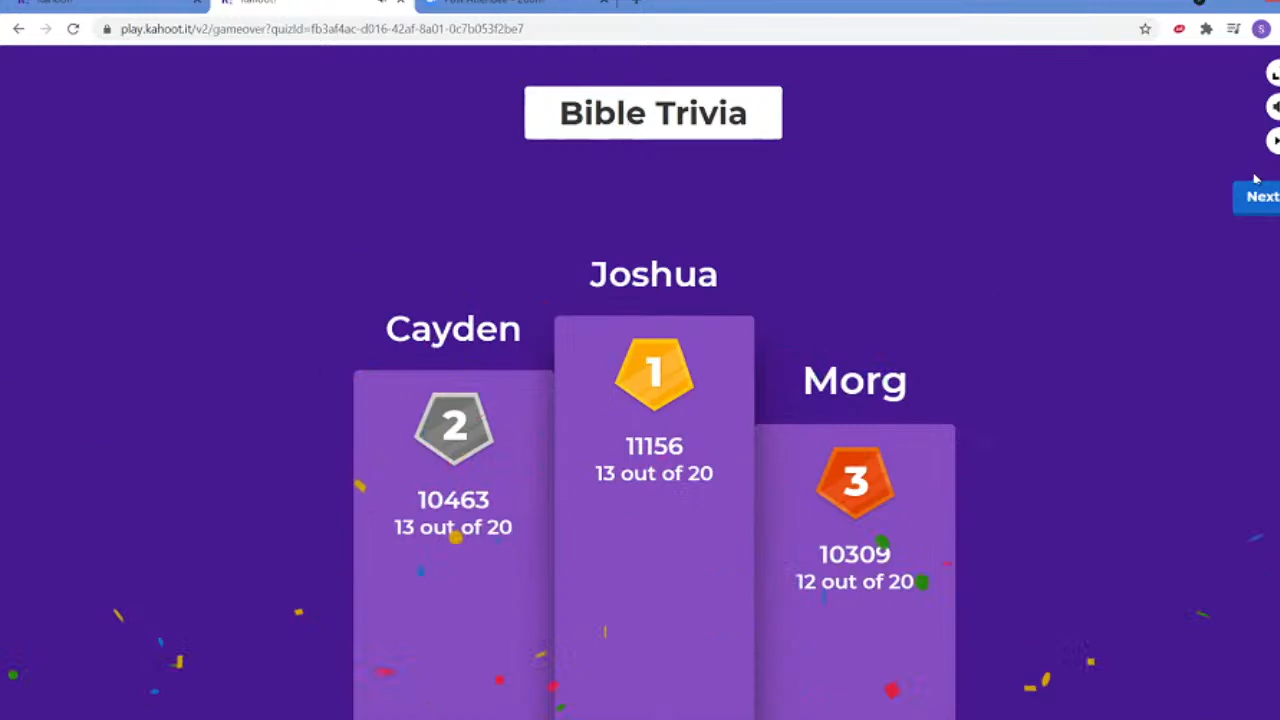 play.kahoot.it/v2/gameover?quizId=fb3af4ac-d016-42af-8a01-0c7b053f2be7
S
Bible Trivia
Next
Joshua
Cayden
Morg
1
11156
13 out of 20
2
10463
13 out of 20
3
10309
12 out of 20